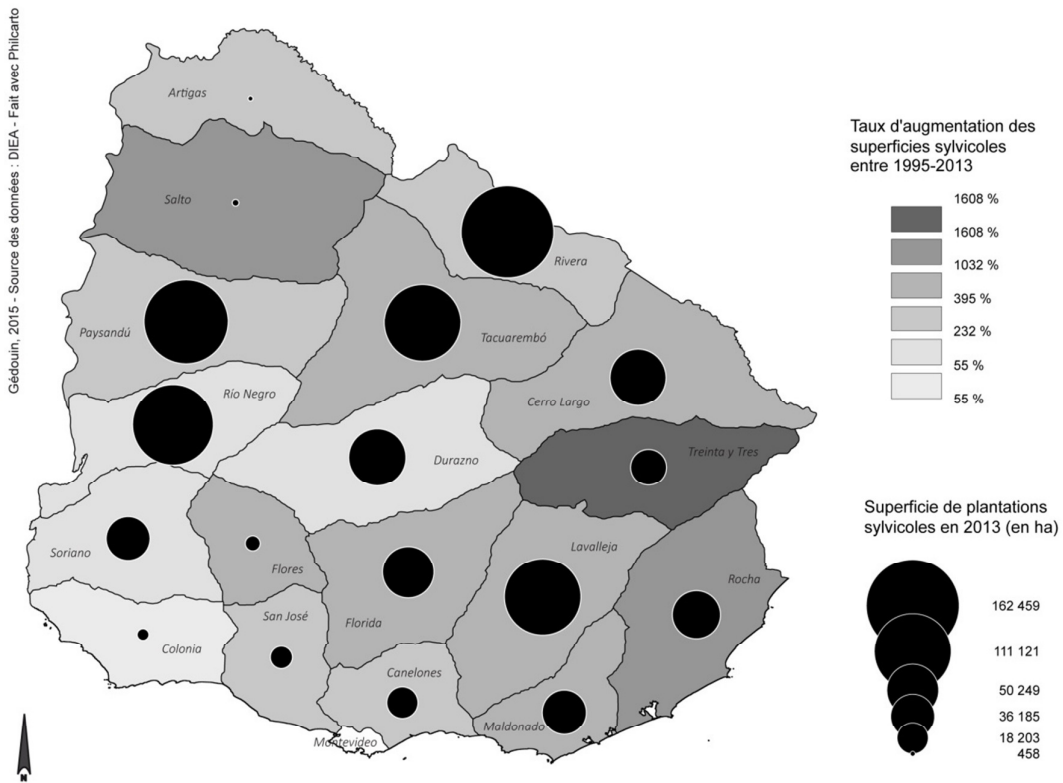 Gédouin, 2015 - Source des données : DIEA - Fait avec Philcarto
Artigas
Salto
Rivera
Paysandú
Tacuarembó
Río Negro
Cerro Largo
Durazno
Treinta y Tres
Soriano
Flores
Lavalleja
Rocha
San José
Florida
Colonia
Canelones
Maldonado
Montevideo
N
Taux d'augmentation des
superficies sylvicoles
entre 1995-2013
1608 %
1608 %
1032 %
395 %
232 %
55 %
55 %
Superficie de plantations
sylvicoles en 2013 (en ha)
162 459
111 121
50 249
36 185
18 203
458